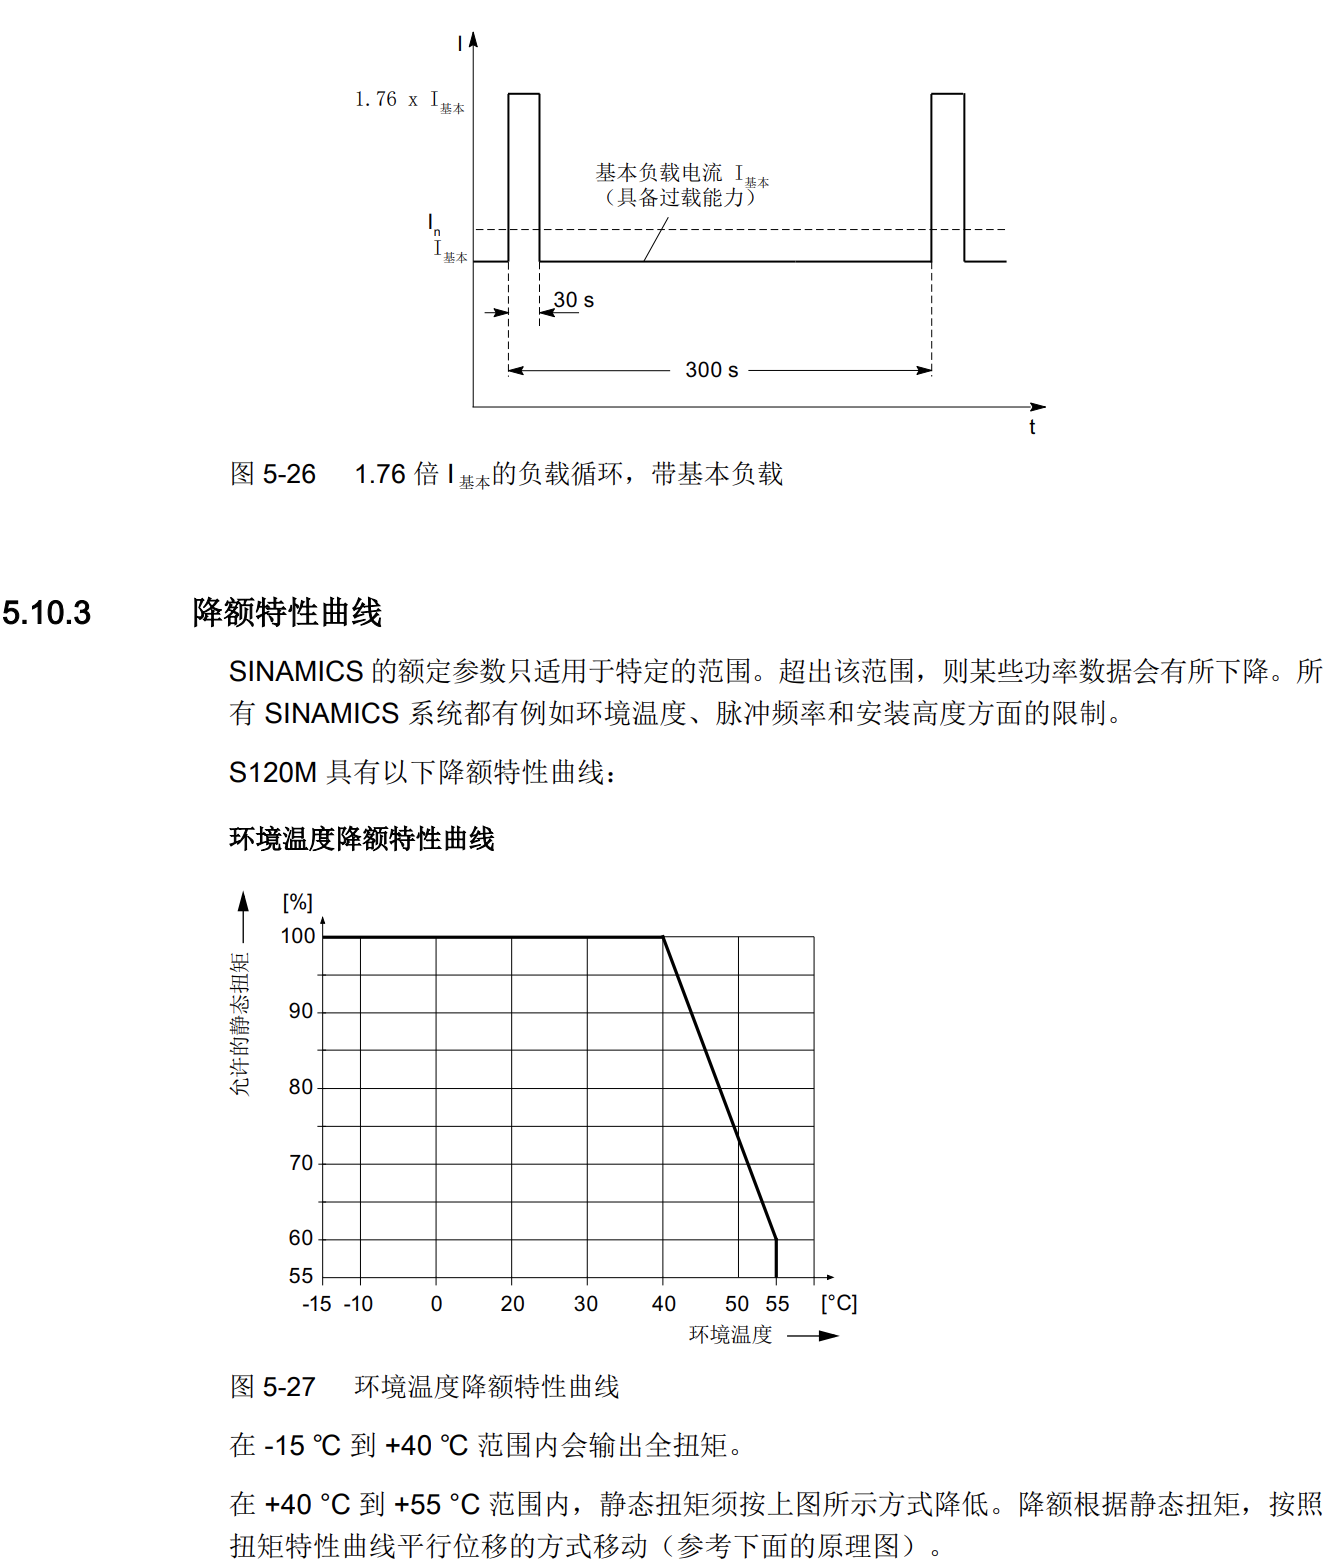 I
1.76 x I基本
基本负载电流 I基本
（具备过载能力）
In
I基本
30 s
300 s
t
图 5-26 1.76 倍 I基本的负载循环，带基本负载
5.10.3 降额特性曲线
SINAMICS 的额定参数只适用于特定的范围。超出该范围，则某些功率数据会有所下降。所
有 SINAMICS 系统都有例如环境温度、脉冲频率和安装高度方面的限制。
S120M 具有以下降额特性曲线：
环境温度降额特性曲线
[%]
允许的静态扭矩
100
90
80
70
60
55
-15 -10 0 20 30 40 50 55 [°C]
环境温度
图 5-27 环境温度降额特性曲线
在 -15 ℃ 到 +40 ℃ 范围内会输出全扭矩。
在 +40 °C 到 +55 °C 范围内，静态扭矩须按上图所示方式降低。降额根据静态扭矩，按照
扭矩特性曲线平行位移的方式移动（参考下面的原理图）。